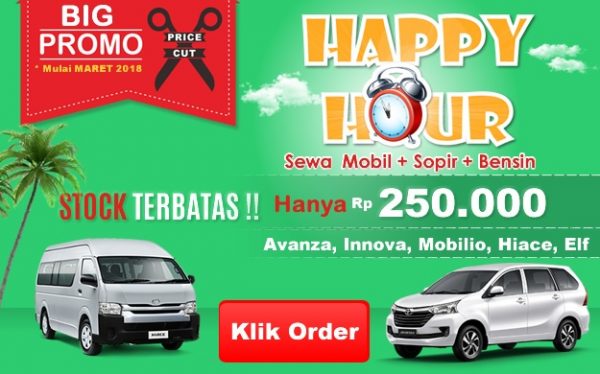 BIG
PROMO
* Mulai MARET 2018
PRICE
CUT
HAPPY
HOUR
Sewa Mobil + Sopir + Bensin
STOCK TERBATAS !!
Hanya Rp 250.000
Avanza, Innova, Mobilio, Hiace, Elf
Klik Order